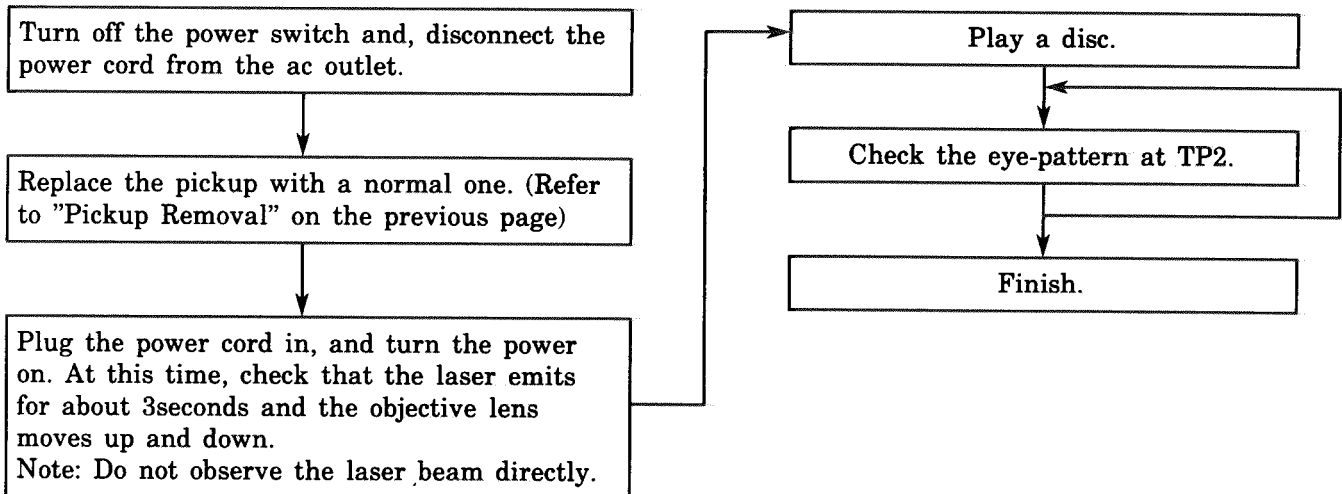 Turn off the power switch and, disconnect the
power cord from the ac outlet.
Replace the pickup with a normal one. (Refer
to "Pickup Removal" on the previous page)
Plug the power cord in, and turn the power
on. At this time, check that the laser emits
for about 3seconds and the objective lens
moves up and down.
Note: Do not observe the laser beam directly.
Play a disc.
Check the eye-pattern at TP2.
Finish.